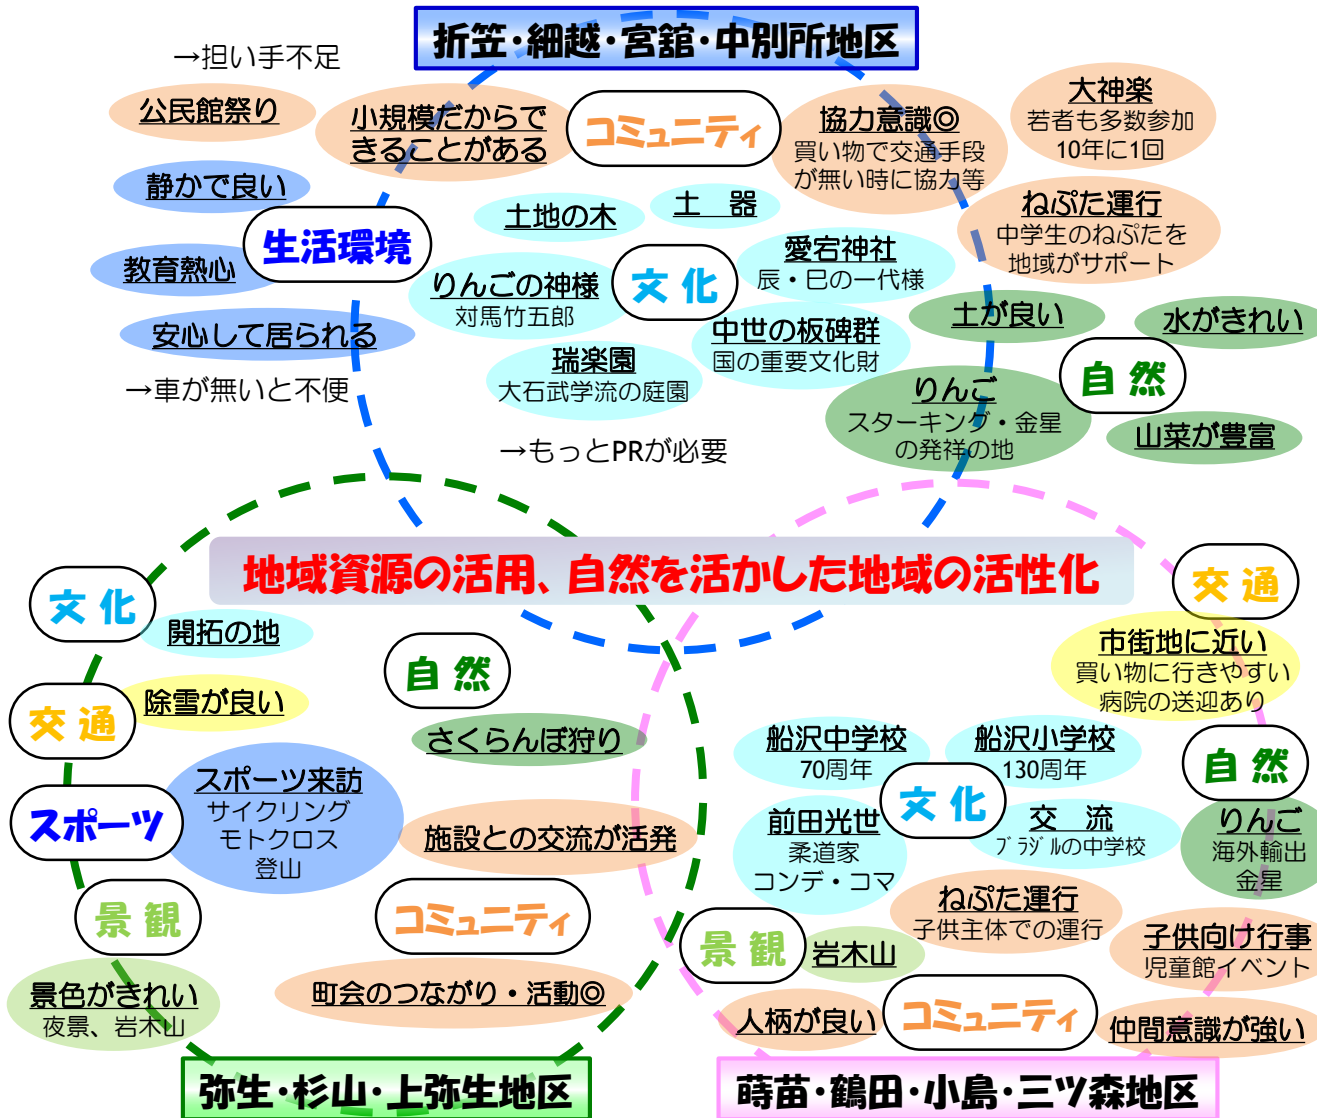 折笠・細越・宮舘・中別所地区
→担い手不足
公民館祭り
小規模だからで
きることがある
コミュニティ
協力意識◎
買い物で交通手段
が無い時に協力等
大神楽
若者も多数参加
10年に1回
ねぷた運行
中学生のねぷたを
地域がサポート
静かで良い
生活環境
教育熱心
安心して居られる
→車が無いと不便
土地の木
土　器
文化
愛宕神社
辰・巳の一代様
りんごの神様
対馬竹五郎
中世の板碑群
国の重要文化財
瑞楽園
大石武学流の庭園
→もっとPRが必要
土が良い
水がきれい
自然
りんご
スターキング・金星
の発祥の地
山菜が豊富
地域資源の活用、自然を活かした地域の活性化
文化
開拓の地
自然
さくらんぼ狩り
交通
除雪が良い
スポーツ
スポーツ来訪
サイクリング
モトクロス
登山
施設との交流が活発
コミュニティ
町会のつながり・活動◎
景観
景色がきれい
夜景、岩木山
弥生・杉山・上弥生地区
交通
市街地に近い
買い物に行きやすい
病院の送迎あり
船沢中学校
70周年
船沢小学校
130周年
文化
前田光世
柔道家
コンデ・コマ
交　流
ﾌﾞﾗｼﾞﾙの中学校
自然
りんご
海外輸出
金星
ねぷた運行
子供主体での運行
景観
岩木山
子供向け行事
児童館イベント
人柄が良い
コミュニティ
仲間意識が強い
蒔苗・鶴田・小島・三ツ森地区